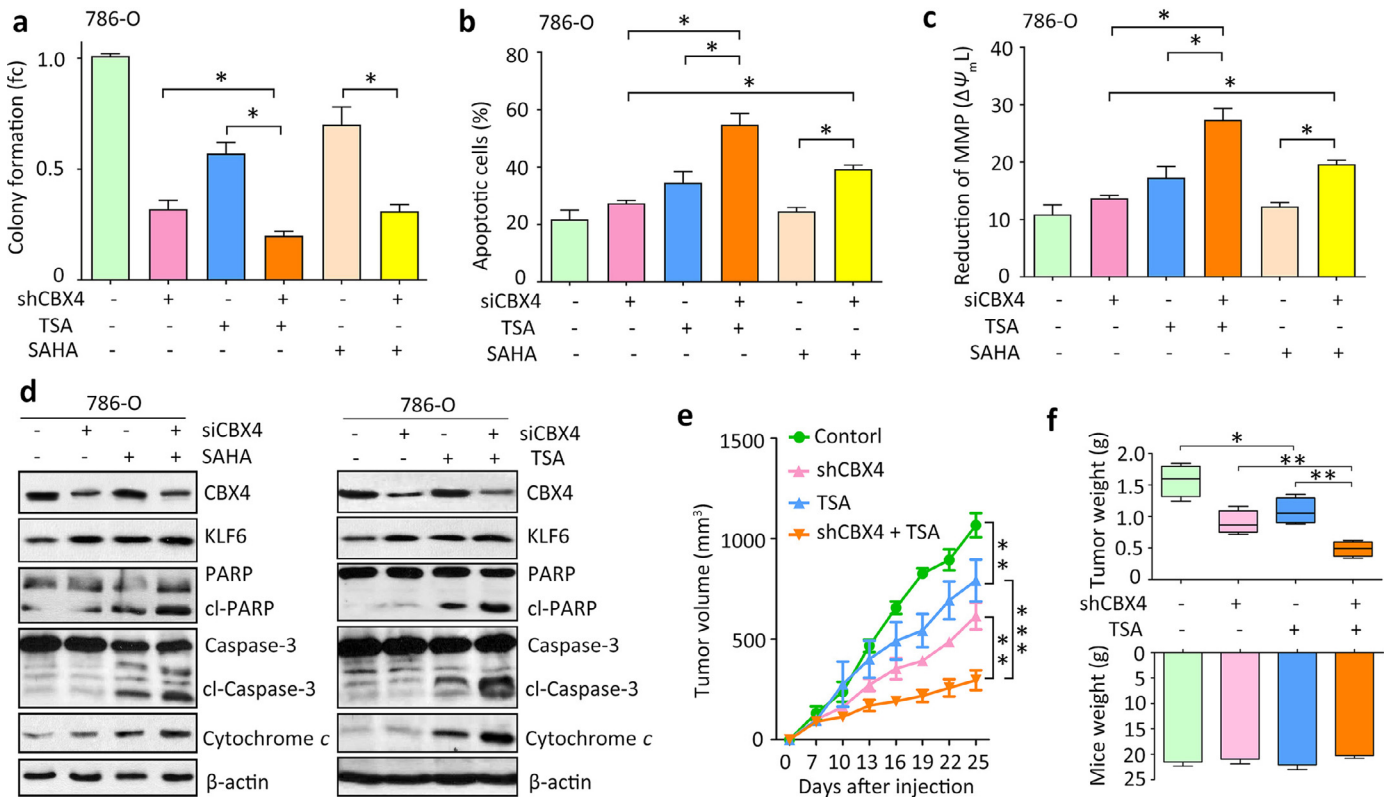 a
786-O
Colony formation (fc)
1.0
0.5
0
*
*
*
shCBX4 - + - + - +
TSA - - + + - -
SAHA - - - - + +
b
786-O
Apoptotic cells (%)
80
60
40
20
0
*
*
*
*
siCBX4 - + - + - +
TSA - - + + - -
SAHA - - - - + +
c
786-O
Reduction of MMP (ΔΨmL)
40
30
20
10
0
*
*
*
*
siCBX4 - + - + - +
TSA - - + + - -
SAHA - - - - + +
d
786-O
- + - + siCBX4
- - + + SAHA
CBX4
KLF6
PARP
cl-PARP
Caspase-3
cl-Caspase-3
Cytochrome c
β-actin
786-O
- + - + siCBX4
- - + + TSA
CBX4
KLF6
PARP
cl-PARP
Caspase-3
cl-Caspase-3
Cytochrome c
β-actin
e
Tumor volume (mm³)
1500
1000
500
0
Contorl
shCBX4
TSA
shCBX4 + TSA
**
***
**
0 7 10 13 16 19 22 25
Days after injection
f
Tumor weight (g)
2.0
1.5
1.0
0.5
0
*
**
**
shCBX4 - + - +
TSA - - + +
Mice weight (g)
0
5
10
15
20
25